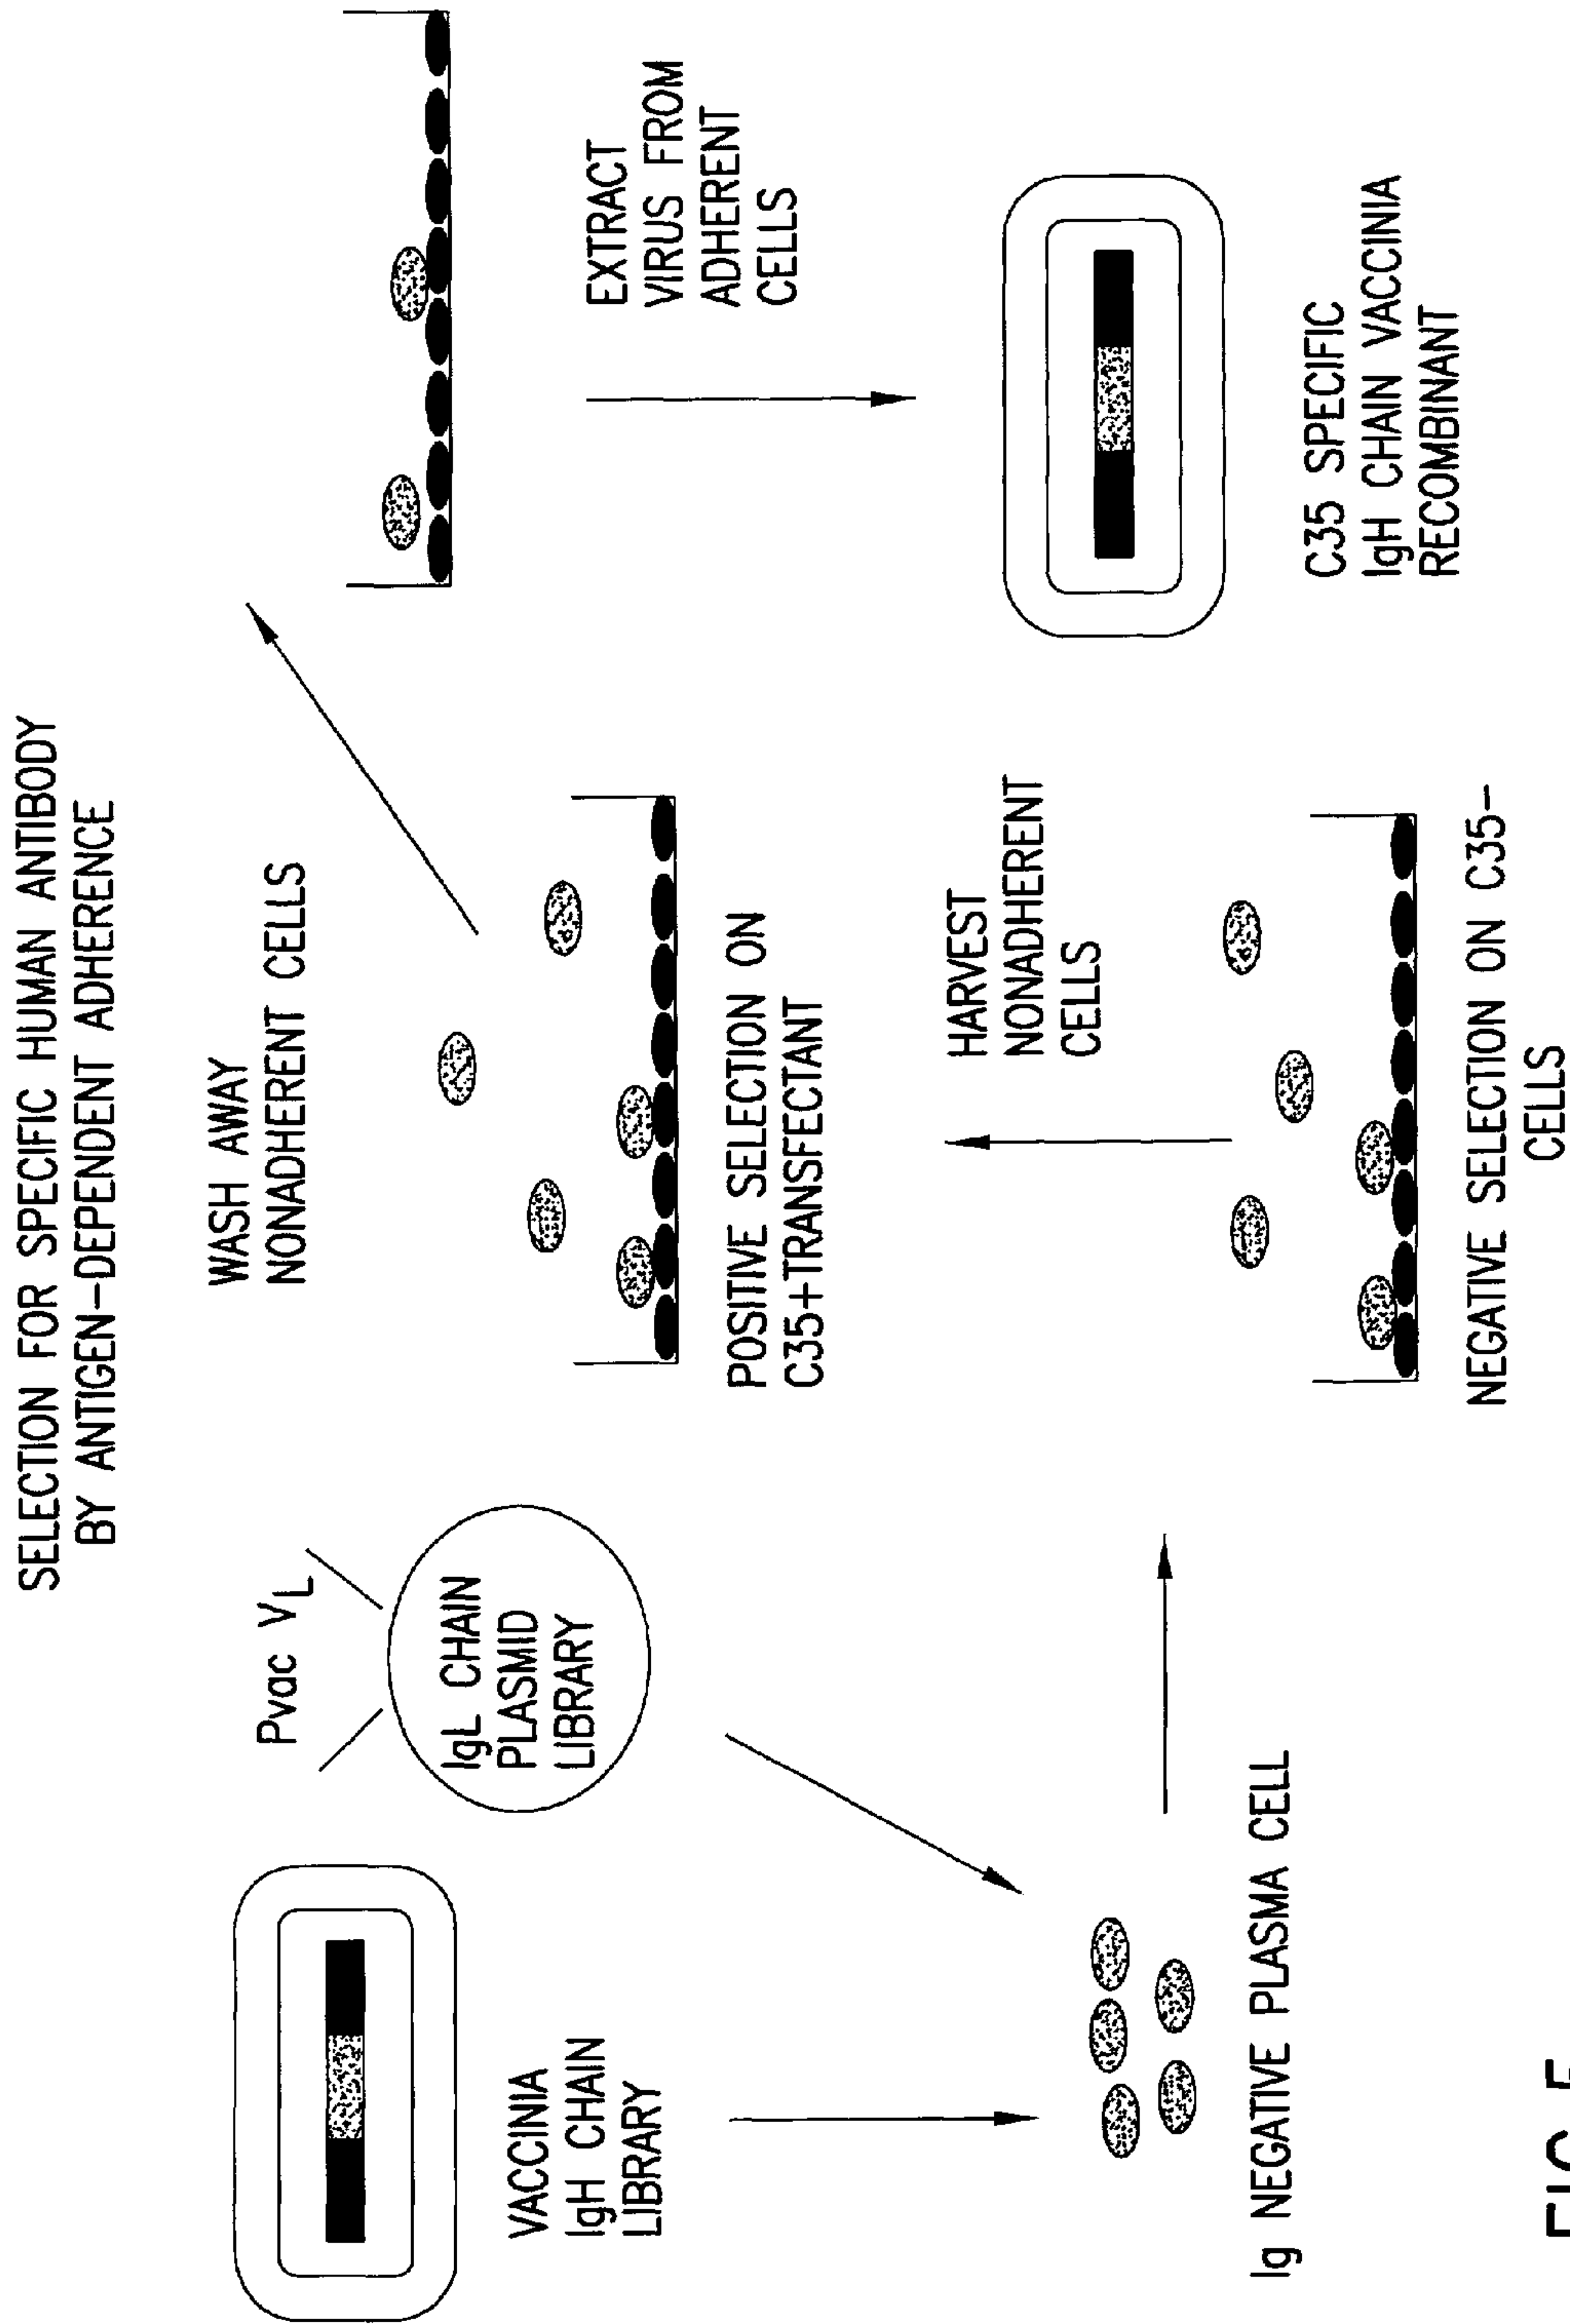 SELECTION FOR SPECIFIC HUMAN ANTIBODY
BY ANTIGEN-DEPENDENT ADHERENCE
VACCINIA
IgH CHAIN
LIBRARY
Pvac VL
IgL CHAIN
PLASMID
LIBRARY
Ig NEGATIVE PLASMA CELL
NEGATIVE SELECTION ON C35-
CELLS
HARVEST
NONADHERENT
CELLS
POSITIVE SELECTION ON
C35+TRANSFECTANT
WASH AWAY
NONADHERENT CELLS
EXTRACT
VIRUS FROM
ADHERENT
CELLS
C35 SPECIFIC
IgH CHAIN VACCINIA
RECOMBINANT